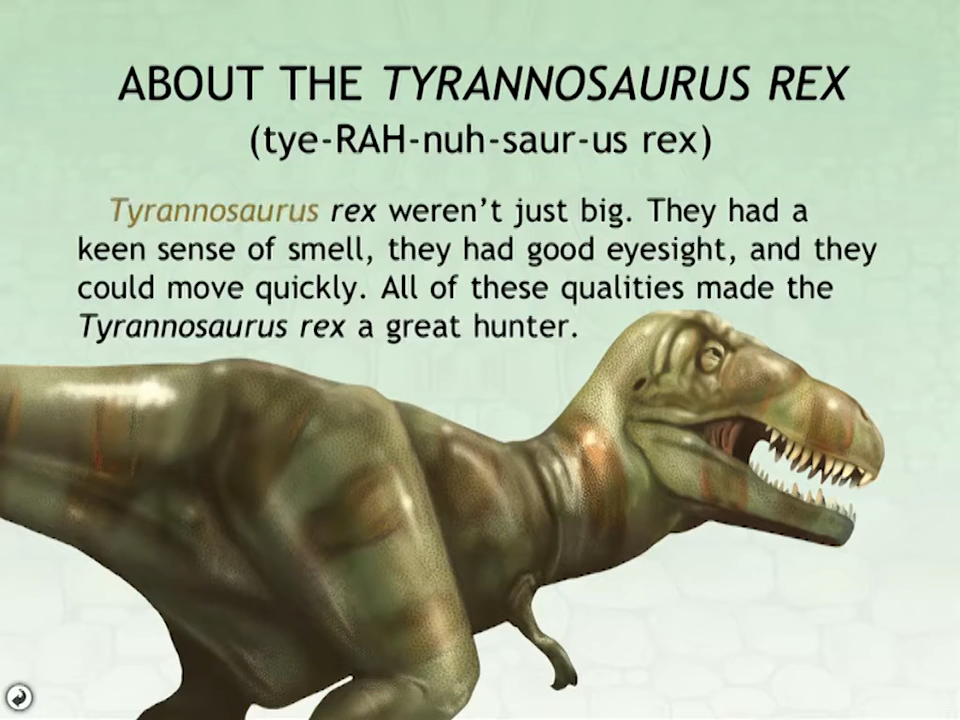 ABOUT THE TYRANNOSAURUS REX
(tye-RAH-nuh-saur-us rex)
Tyrannosaurus rex weren't just big. They had a
keen sense of smell, they had good eyesight, and they
could move quickly. All of these qualities made the
Tyrannosaurus rex a great hunter.